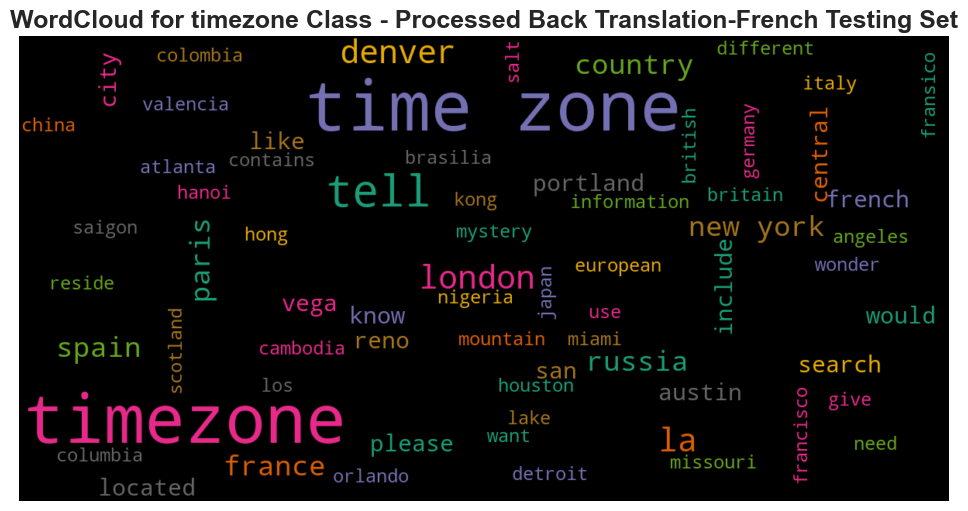 WordCloud for timezone Class - Processed Back Translation-French Testing Set
city
colombia
denver
salt
different
country
italy
fransico
valencia
time zone
china
like
british
germany
central
atlanta
contains
brasilia
hanoi
tell
kong
portland
information
britain
french
saigon
paris
hong
mystery
new york
angeles
reside
london
european
include
wonder
vega
nigeria
japan
use
know
would
spain
scotland
cambodia
reno
mountain
miami
russia
search
los
san
houston
austin
timezone
lake
francisco
give
please
want
la
need
columbia
france
orlando
detroit
missouri
located